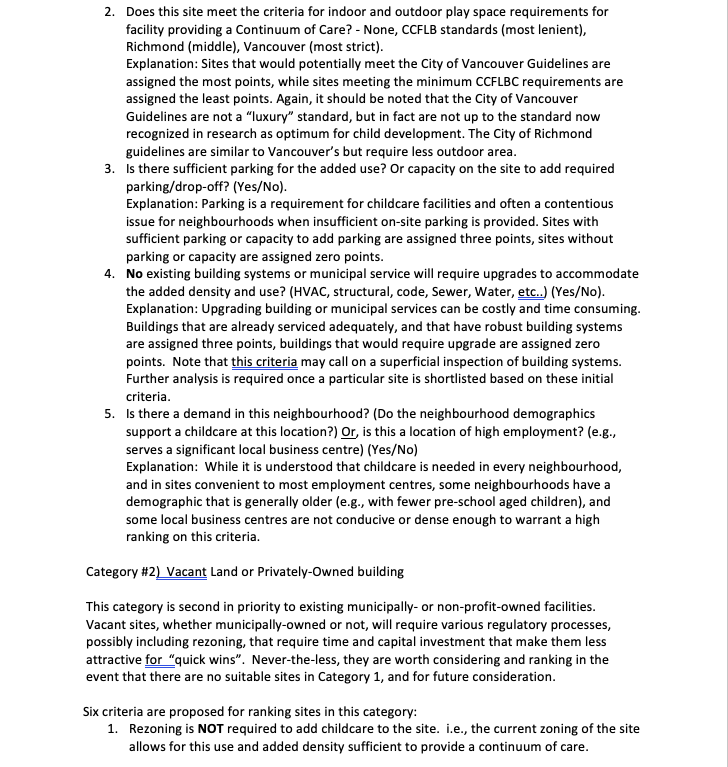 2. Does this site meet the criteria for indoor and outdoor play space requirements for
facility providing a Continuum of Care? - None, CCFLB standards (most lenient),
Richmond (middle), Vancouver (most strict).
Explanation: Sites that would potentially meet the City of Vancouver Guidelines are
assigned the most points, while sites meeting the minimum CCFLBC requirements are
assigned the least points. Again, it should be noted that the City of Vancouver
Guidelines are not a “luxury” standard, but in fact are not up to the standard now
recognized in research as optimum for child development. The City of Richmond
guidelines are similar to Vancouver’s but require less outdoor area.
3. Is there sufficient parking for the added use? Or capacity on the site to add required
parking/drop-off? (Yes/No).
Explanation: Parking is a requirement for childcare facilities and often a contentious
issue for neighbourhoods when insufficient on-site parking is provided. Sites with
sufficient parking or capacity to add parking are assigned three points, sites without
parking or capacity are assigned zero points.
4. No existing building systems or municipal service will require upgrades to accommodate
the added density and use? (HVAC, structural, code, Sewer, Water, etc..) (Yes/No).
Explanation: Upgrading building or municipal services can be costly and time consuming.
Buildings that are already serviced adequately, and that have robust building systems
are assigned three points, buildings that would require upgrade are assigned zero
points. Note that this criteria may call on a superficial inspection of building systems.
Further analysis is required once a particular site is shortlisted based on these initial
criteria.
5. Is there a demand in this neighbourhood? (Do the neighbourhood demographics
support a childcare at this location?) Or, is this a location of high employment? (e.g.,
serves a significant local business centre) (Yes/No)
Explanation: While it is understood that childcare is needed in every neighbourhood,
and in sites convenient to most employment centres, some neighbourhoods have a
demographic that is generally older (e.g., with fewer pre-school aged children), and
some local business centres are not conducive or dense enough to warrant a high
ranking on this criteria.
Category #2) Vacant Land or Privately-Owned building
This category is second in priority to existing municipally- or non-profit-owned facilities.
Vacant sites, whether municipally-owned or not, will require various regulatory processes,
possibly including rezoning, that require time and capital investment that make them less
attractive for “quick wins”. Never-the-less, they are worth considering and ranking in the
event that there are no suitable sites in Category 1, and for future consideration.
Six criteria are proposed for ranking sites in this category:
1. Rezoning is NOT required to add childcare to the site. i.e., the current zoning of the site
allows for this use and added density sufficient to provide a continuum of care.